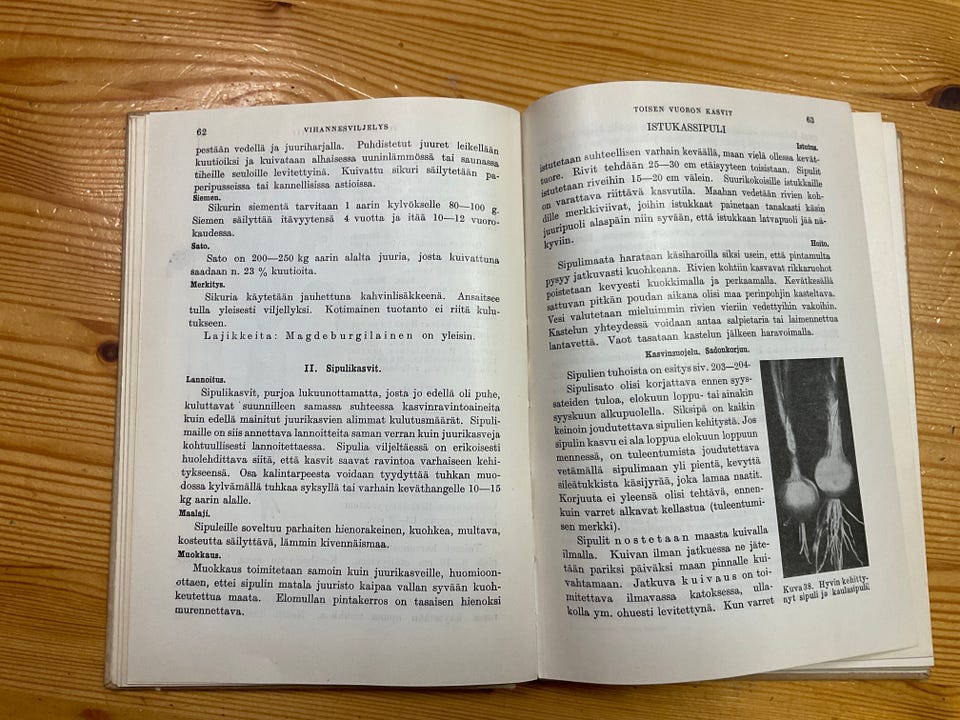 62
VIHANNESVILJELYS
pestään vedellä ja juuriharjalla. Puhdistetut juuret leikellään
kuutioiksi ja kuivataan alhaisessa uuninlämmössä tai saunassa
tiheille seuloille levitettyinä. Kuivattu sikuri säilytetään pa-
peripusseissa tai kannellisissa astioissa.
Siemen.
Sikurin siementä tarvitaan 1 aarin kylvökselle 80—100 g.
Siemen säilyttää itävyytensä 4 vuotta ja itää 10—12 vuoro-
kaudessa.
Sato.
Sato on 200—250 kg aarin alalta juuria, josta kuivattuna
saadaan n. 23 % kuutioita.
Merkitys.
Sikuria käytetään jauhettuna kahvinlisäkkeenä. Ansaitsee
tulla yleisesti viljellyksi. Kotimainen tuotanto ei riitä kulu-
tukseen.
Lajikkeita: Magdeburgilainen on yleisin.
II. Sipulikasvit.
Lannoitus.
Sipulikasvit, purjoa lukuunottamatta, josta jo edellä oli puhe,
kuluttavat suunnilleen samassa suhteessa kasvinravintoaineita
kuin edellä mainitut juurikasvien alimmat kulutusmäärät. Sipuli-
maille on siis annettava lannoitteita saman verran kuin juurikasveja
kohtuullisesti lannoitettaessa. Sipulia viljeltäessä on erikoisesti
huolehdittava siitä, että kasvit saavat ravintoa varhaiseen kehi-
tykseensä. Osa kalintarpeesta voidaan tyydyttää tuhkan muo-
dossa kylvämällä tuhkaa syksyllä tai varhain keväthangelle 10—15
kg aarin alalle.
Maalaji.
Sipuleille soveltuu parhaiten hienorakeinen, kuohkea, multava,
kosteutta säilyttävä, lämmin kivennäismaa.
Muokkaus.
Muokkaus toimitetaan samoin kuin juurikasveille, huomioon-
ottaen, ettei sipulin matala juuristo kaipaa vallan syvään kuoh-
keutettua maata. Elomullan pintakerros on tasaisen hienoksi
murennettava.
TOISEN VUORON KASVIT
63
ISTUKASSIPULI
Istutus.
istutetaan suhteellisen varhain keväällä, maan vielä ollessa kevät-
tuore. Rivit tehdään 25—30 cm etäisyyteen toisistaan. Sipulit
istutetaan riveihin 15—20 cm välein. Suurikokoisille istukkaille
on varattava riittävä kasvutila. Maahan vedetään rivien koh-
dille merkkiviivat, joihin istukkaat painetaan tanakasti käsin
juuripuoli alaspäin niin syvään, että istukkaan latvapuoli jää nä-
kyviin.
Hoito.
Sipulimaata harataan käsiharoilla siksi usein, että pintamulta
pysyy jatkuvasti kuohkeana. Rivien kohtiin kasvavat rikkaruohot
poistetaan kevyesti kuokkimalla ja perkaamalla. Kevätkesällä
sattuvan pitkän poudan aikana olisi maa perinpohjin kasteltava.
Vesi valutetaan mieluimmin rivien vieriin vedettyihin vakoihin.
Kastelun yhteydessä voidaan antaa salpietaria tai laimennettua
lantavettä. Vaot tasataan kastelun jälkeen haravoimalla.
Kasvinsuojelu. Sadonkorjuu.
Sipulien tuhoista on esitys siv. 203—204.
Sipulisato olisi korjattava ennen syys-
sateiden tuloa, elokuun loppu- tai ainakin
syyskuun alkupuolella. Siksipä on kaikin
keinoin joudutettava sipulien kehitystä. Jos
sipulin kasvu ei ala loppua elokuun loppuun
mennessä, on tuleentumista joudutettava
vetämällä sipulimaan yli pientä, kevyttä
sileätukkista käsijyrää, joka lamaa naatit.
Korjuuta ei yleensä olisi tehtävä, ennen-
kuin varret alkavat kellastua (tuleentumi-
sen merkki).
Sipulit nostetaan maasta kuivalla
ilmalla. Kuivan ilman jatkuessa ne jäte-
tään pariksi päiväksi maan pinnalle kui-
vahtamaan. Jatkuva kuivaus on toi-
mitettava ilmavassa katoksessa, ulla-
kolla ym. ohuesti levitettynä. Kun varret
Kuva 38. Hyvin kehitty-
nyt sipuli ja kaulasipuli.